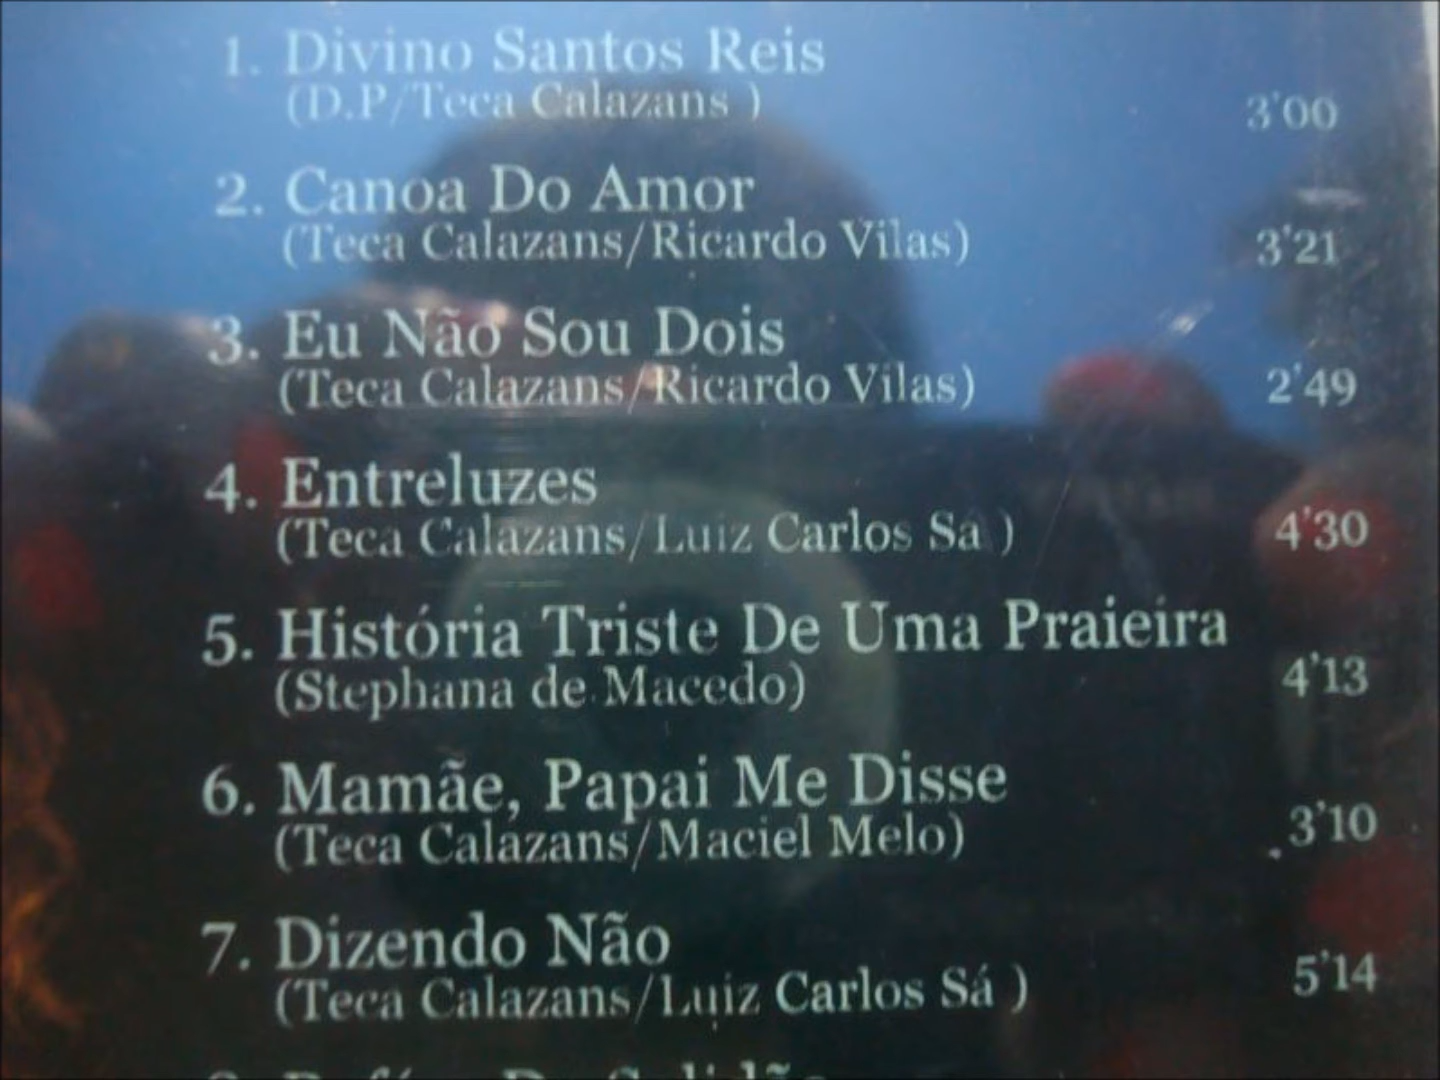 1. Divino Santos Reis
(D.P/Teca Calazans ) 3'00
2. Canoa Do Amor
(Teca Calazans/Ricardo Vilas) 3'21
3. Eu Não Sou Dois
(Teca Calazans/Ricardo Vilas) 2'49
4. Entreluzes
(Teca Calazans/Luiz Carlos Sá ) 4'30
5. História Triste De Uma Praieira
(Stephana de Macedo) 4'13
6. Mamãe, Papai Me Disse
(Teca Calazans/Maciel Melo) 3'10
7. Dizendo Não
(Teca Calazans/Luiz Carlos Sá ) 5'14